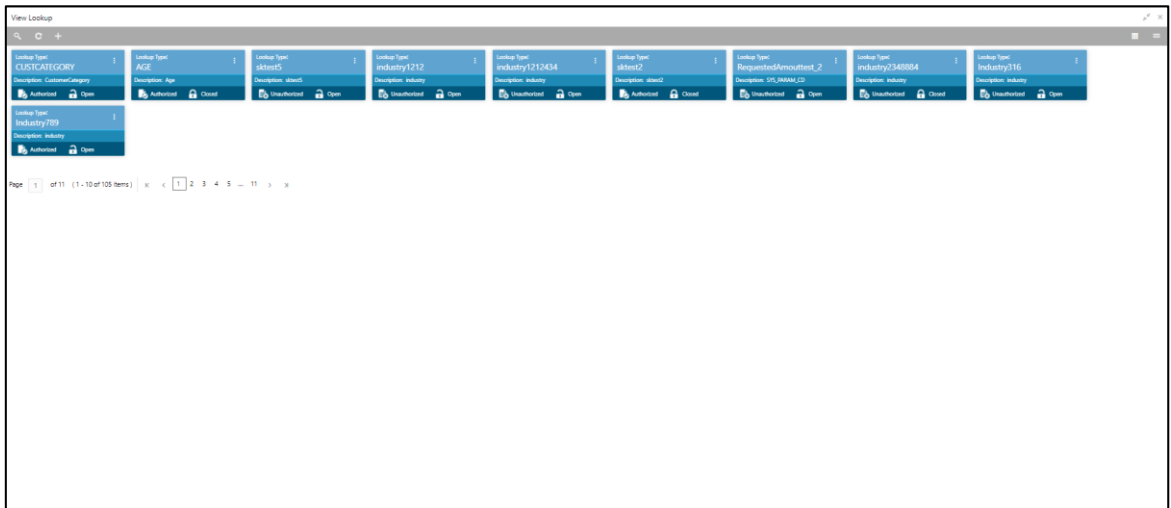 View Lookup
Lookup Type:
CUSTCATEGORY
Description: CustomerCategory
Authorized Open
Lookup Type:
AGE
Description: Age
Authorized Closed
Lookup Type:
sktest5
Description: sktest5
Unauthorized Open
Lookup Type:
industry1212
Description: industry
Unauthorized Open
Lookup Type:
industry1212434
Description: industry
Unauthorized Open
Lookup Type:
sktest2
Description: sktest2
Authorized Closed
Lookup Type:
RequestedAmouttest_2
Description: SYS_PARAM_CD
Unauthorized Open
Lookup Type:
industry2348884
Description: industry
Unauthorized Closed
Lookup Type:
Industry316
Description: industry
Unauthorized Open
Lookup Type:
Industry789
Description: industry
Authorized Open
Page 1 of 11 (1 - 10 of 105 items) 1 2 3 4 5 ... 11